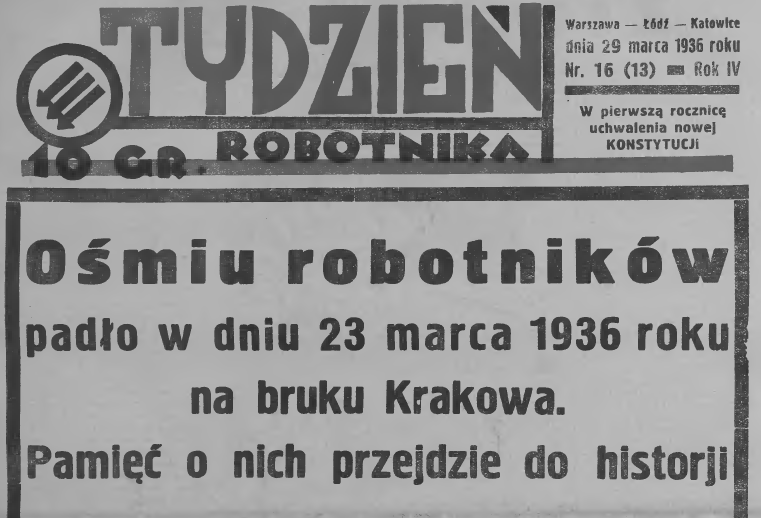 TYDZIEŃ
ROBOTNIKA
10 GR.
Warszawa — Łódź — Katowice
dnia 29 marca 1936 roku
Nr. 16 (13) — Rok IV
W pierwszą rocznicę
uchwalenia nowej
KONSTYTUCJi
Ośmiu robotników
padło w dniu 23 marca 1936 roku
na bruku Krakowa.
Pamięć o nich przejdzie do historji